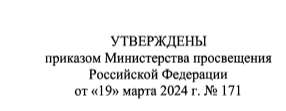 УТВЕРЖДЕНЫ
приказом Министерства просвещения
Российской Федерации
от «19» марта 2024 г. № 171